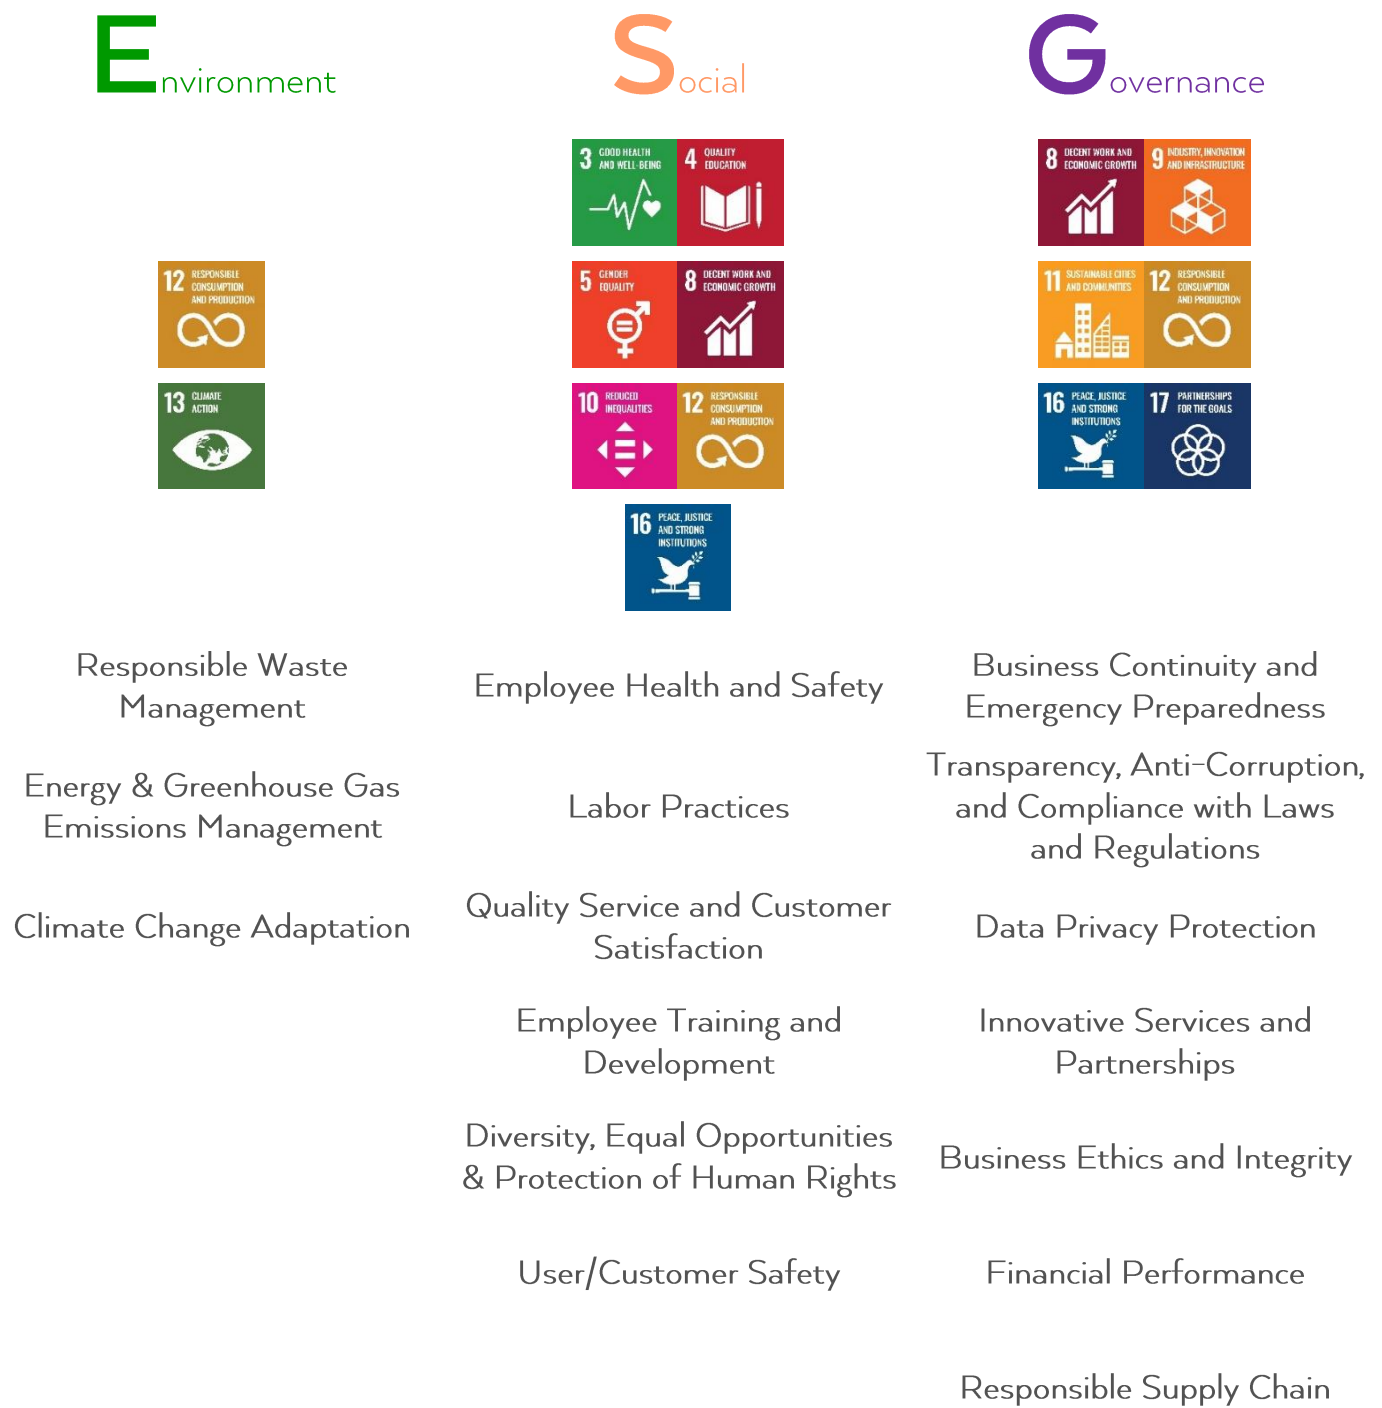 Environment
Social
Governance
3 GOOD HEALTH
AND WELL-BEING
4 QUALITY
EDUCATION
8 DECENT WORK AND
ECONOMIC GROWTH
9 INDUSTRY, INNOVATION
AND INFRASTRUCTURE
12 RESPONSIBLE
CONSUMPTION
AND PRODUCTION
5 GENDER
EQUALITY
8 DECENT WORK AND
ECONOMIC GROWTH
11 SUSTAINABLE CITIES
AND COMMUNITIES
12 RESPONSIBLE
CONSUMPTION
AND PRODUCTION
13 CLIMATE
ACTION
10 REDUCED
INEQUALITIES
12 RESPONSIBLE
CONSUMPTION
AND PRODUCTION
16 PEACE, JUSTICE
AND STRONG
INSTITUTIONS
17 PARTNERSHIPS
FOR THE GOALS
16 PEACE, JUSTICE
AND STRONG
INSTITUTIONS
Responsible Waste
Management
Employee Health and Safety
Business Continuity and
Emergency Preparedness
Energy & Greenhouse Gas
Emissions Management
Labor Practices
Transparency, Anti-Corruption,
and Compliance with Laws
and Regulations
Climate Change Adaptation
Quality Service and Customer
Satisfaction
Data Privacy Protection
Employee Training and
Development
Innovative Services and
Partnerships
Diversity, Equal Opportunities
& Protection of Human Rights
Business Ethics and Integrity
User/Customer Safety
Financial Performance
Responsible Supply Chain